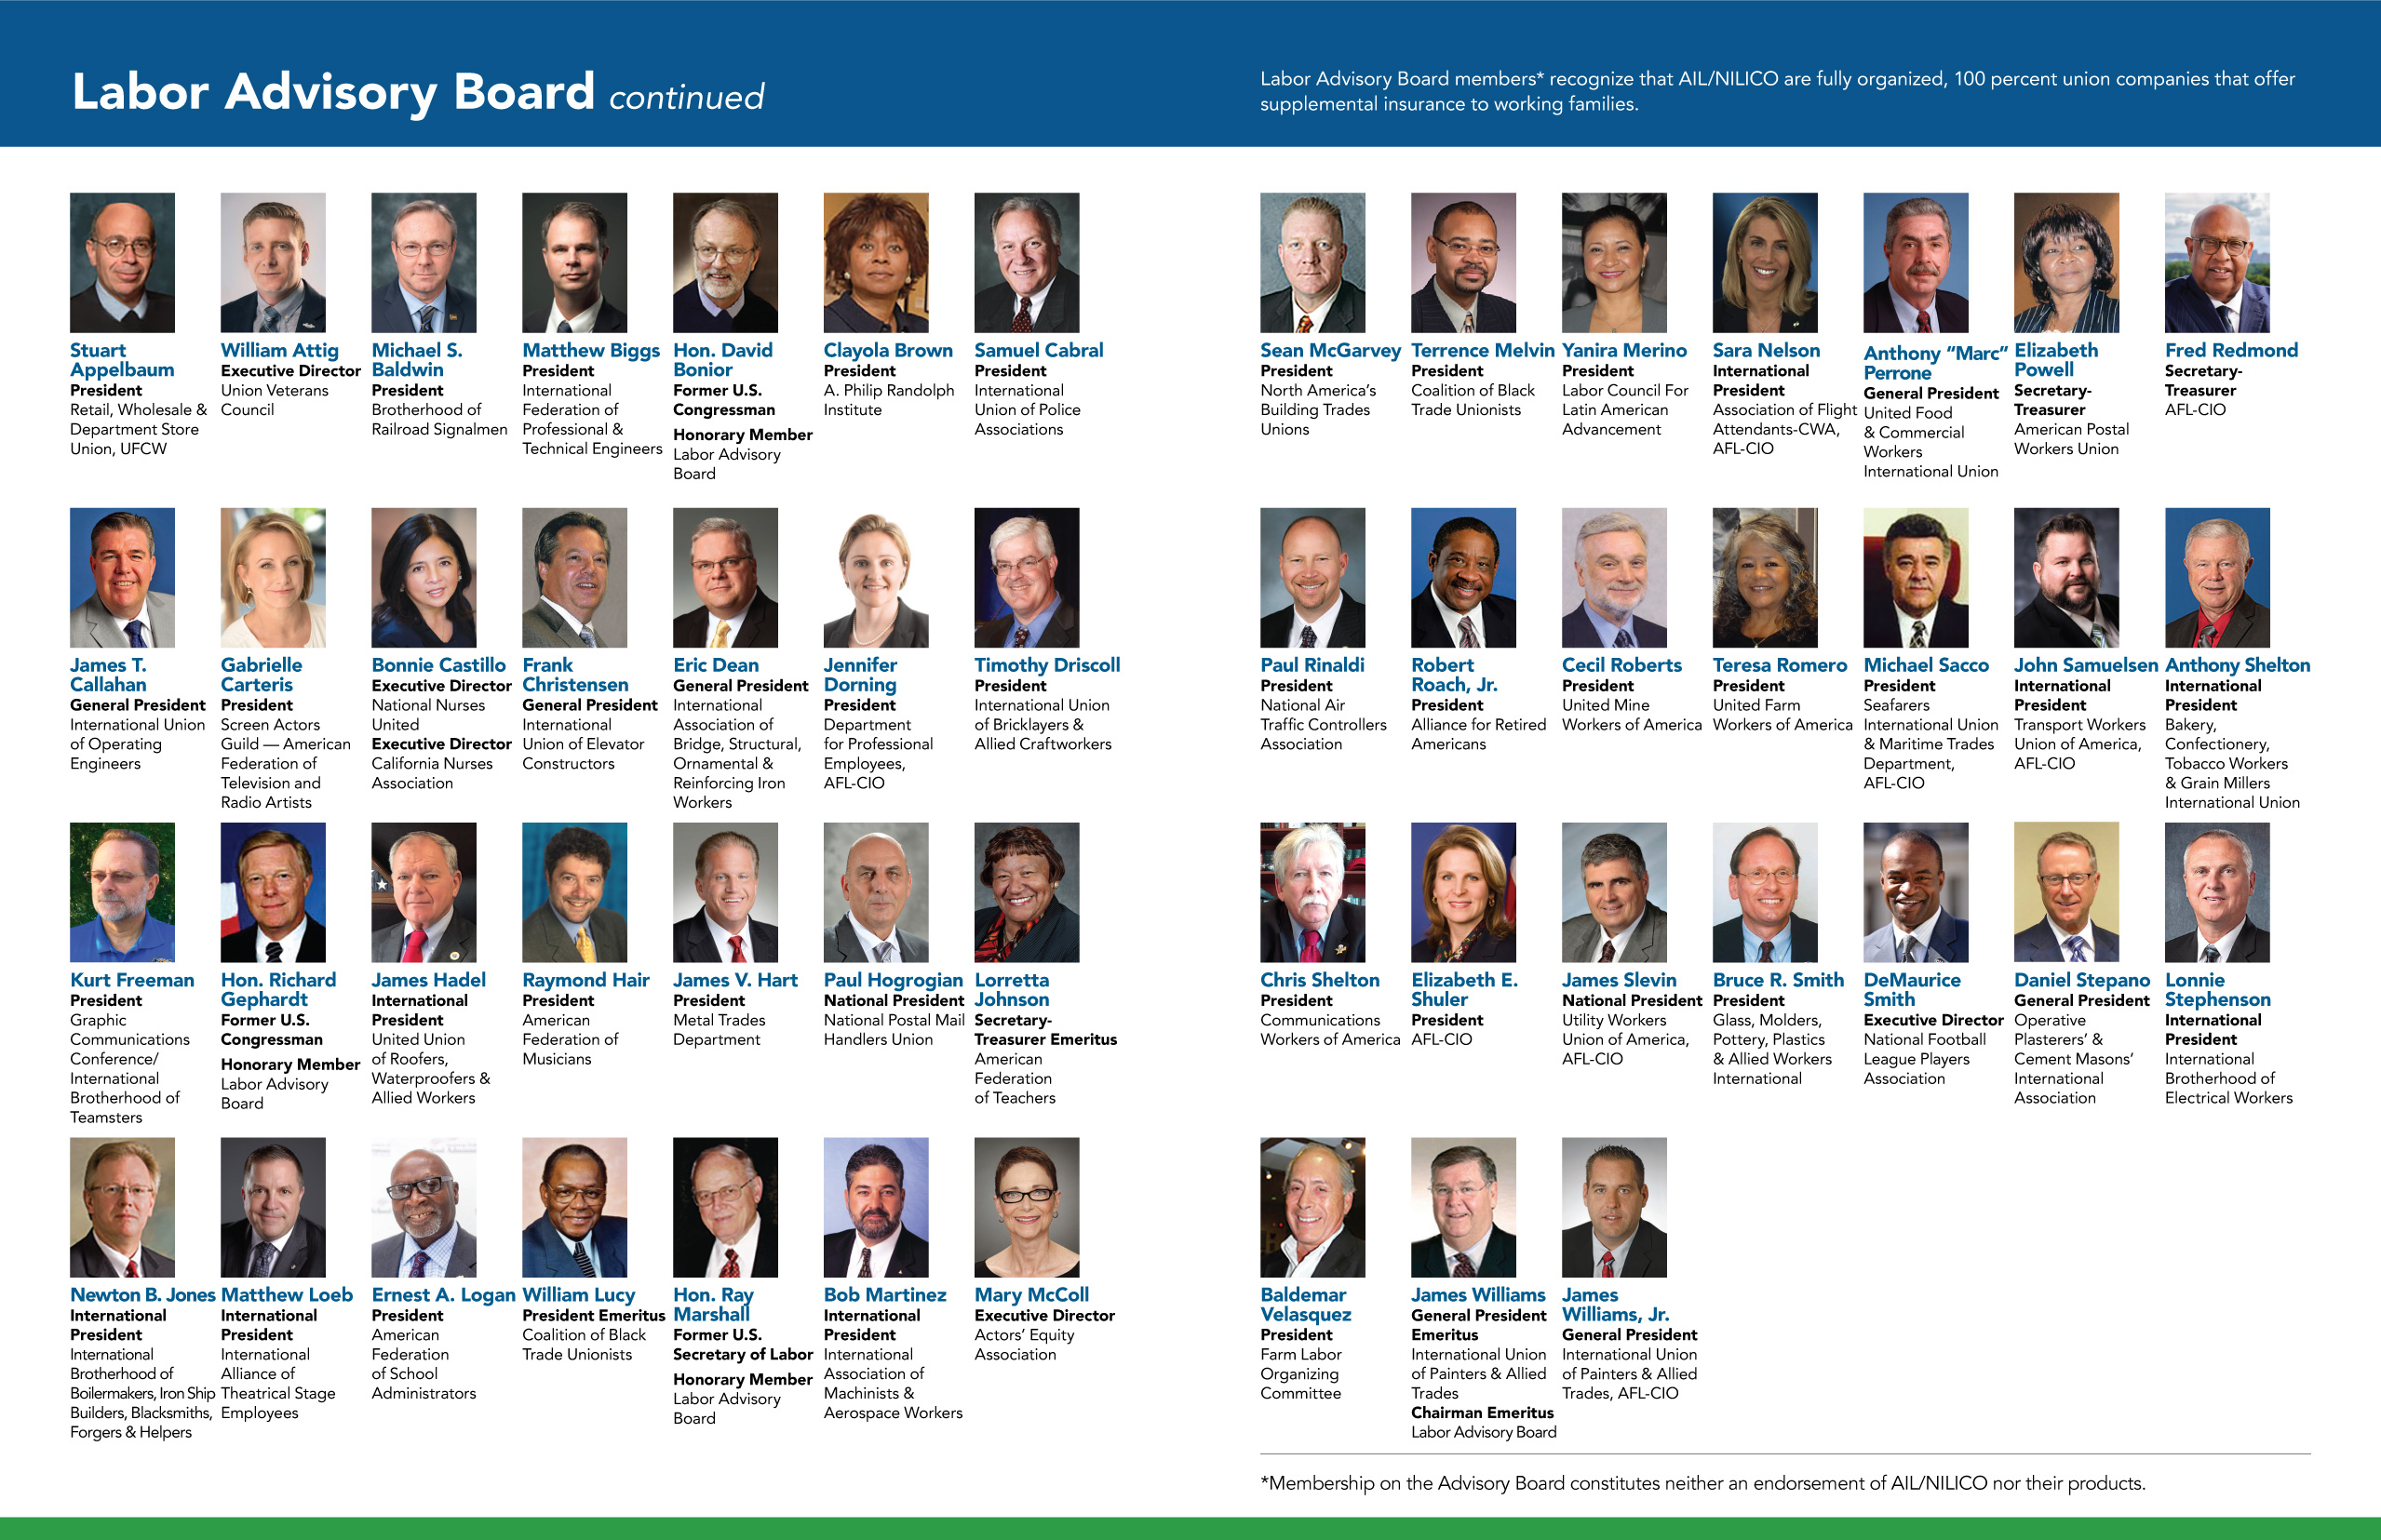 Labor Advisory Board continued
Labor Advisory Board members* recognize that AIL/NILICO are fully organized, 100 percent union companies that offer
supplemental insurance to working families.
Stuart
Appelbaum
President
Retail, Wholesale &
Department Store
Union, UFCW
William Attig
Executive Director
Union Veterans
Council
Michael S.
Baldwin
President
Brotherhood of
Railroad Signalmen
Matthew Biggs
President
International
Federation of
Professional &
Technical Engineers
Hon. David
Bonior
Former U.S.
Congressman
Honorary Member
Labor Advisory
Board
Clayola Brown
President
A. Philip Randolph
Institute
Samuel Cabral
President
International
Union of Police
Associations
James T.
Callahan
General President
International Union
of Operating
Engineers
Gabrielle
Carteris
President
Screen Actors
Guild — American
Federation of
Television and
Radio Artists
Bonnie Castillo
Executive Director
National Nurses
United
Executive Director
California Nurses
Association
Frank
Christensen
General President
International
Union of Elevator
Constructors
Eric Dean
General President
International
Association of
Bridge, Structural,
Ornamental &
Reinforcing Iron
Workers
Jennifer
Dorning
President
Department
for Professional
Employees,
AFL-CIO
Timothy Driscoll
President
International Union
of Bricklayers &
Allied Craftworkers
Kurt Freeman
President
Graphic
Communications
Conference/
International
Brotherhood of
Teamsters
Hon. Richard
Gephardt
Former U.S.
Congressman
Honorary Member
Labor Advisory
Board
James Hadel
International
President
United Union
of Roofers,
Waterproofers &
Allied Workers
Raymond Hair
President
American
Federation of
Musicians
James V. Hart
President
Metal Trades
Department
Paul Hogrogian
National President
National Postal Mail
Handlers Union
Lorretta
Johnson
Secretary-
Treasurer Emeritus
American
Federation
of Teachers
Newton B. Jones
International
President
International
Brotherhood of
Boilermakers, Iron Ship
Builders, Blacksmiths,
Forgers & Helpers
Matthew Loeb
International
President
International
Alliance of
Theatrical Stage
Employees
Ernest A. Logan
President
American
Federation
of School
Administrators
William Lucy
President Emeritus
Coalition of Black
Trade Unionists
Hon. Ray
Marshall
Former U.S.
Secretary of Labor
Honorary Member
Labor Advisory
Board
Bob Martinez
International
President
International
Association of
Machinists &
Aerospace Workers
Mary McColl
Executive Director
Actors’ Equity
Association
Sean McGarvey
President
North America’s
Building Trades
Unions
Terrence Melvin
President
Coalition of Black
Trade Unionists
Yanira Merino
President
Labor Council For
Latin American
Advancement
Sara Nelson
International
President
Association of Flight
Attendants-CWA,
AFL-CIO
Anthony “Marc”
Perrone
General President
United Food
& Commercial
Workers
International Union
Elizabeth
Powell
Secretary-
Treasurer
American Postal
Workers Union
Fred Redmond
Secretary-
Treasurer
AFL-CIO
Paul Rinaldi
President
National Air
Traffic Controllers
Association
Robert
Roach, Jr.
President
Alliance for Retired
Americans
Cecil Roberts
President
United Mine
Workers of America
Teresa Romero
President
United Farm
Workers of America
Michael Sacco
President
Seafarers
International Union
& Maritime Trades
Department,
AFL-CIO
John Samuelsen
International
President
Transport Workers
Union of America,
AFL-CIO
Anthony Shelton
International
President
Bakery,
Confectionery,
Tobacco Workers
& Grain Millers
International Union
Chris Shelton
President
Communications
Workers of America
Elizabeth E.
Shuler
President
AFL-CIO
James Slevin
National President
Utility Workers
Union of America,
AFL-CIO
Bruce R. Smith
President
Glass, Molders,
Pottery, Plastics
& Allied Workers
International
DeMaurice
Smith
Executive Director
National Football
League Players
Association
Daniel Stepano
General President
Operative
Plasterers’ &
Cement Masons’
International
Association
Lonnie
Stephenson
International
President
International
Brotherhood of
Electrical Workers
Baldemar
Velasquez
President
Farm Labor
Organizing
Committee
James Williams
General President
Emeritus
International Union
of Painters & Allied
Trades
Chairman Emeritus
Labor Advisory Board
James
Williams, Jr.
General President
International Union
of Painters & Allied
Trades, AFL-CIO
*Membership on the Advisory Board constitutes neither an endorsement of AIL/NILICO nor their products.